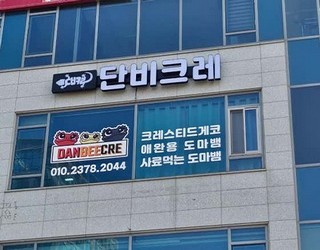 단비크레
DANBEECRE
010.2378.2044
크레스티드게코
애완용 도마뱀
사료먹는 도마뱀